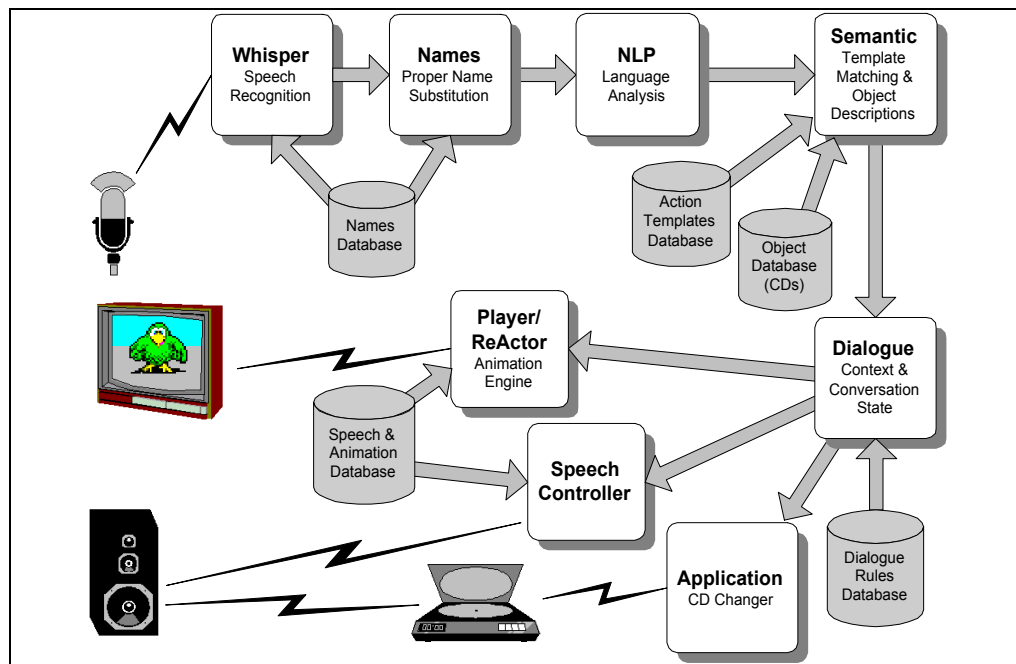 Whisper
Speech
Recognition
Names
Proper Name
Substitution
NLP
Language
Analysis
Semantic
Template
Matching &
Object
Descriptions
Names
Database
Action
Templates
Database
Object
Database
(CDs)
Player/
ReActor
Animation
Engine
Dialogue
Context &
Conversation
State
Speech &
Animation
Database
Speech
Controller
Application
CD Changer
Dialogue
Rules
Database
00:00